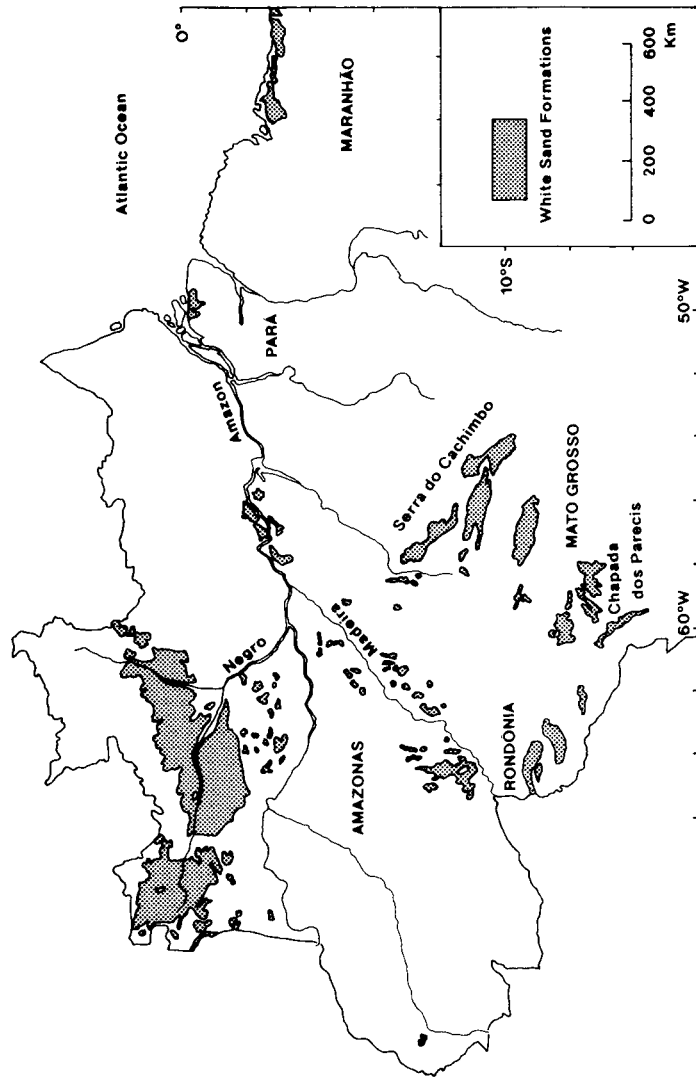 0°
Atlantic Ocean
MARANHÃO
PARÁ
Amazon
Negro
Madeira
AMAZONAS
Serra do Cachimbo
RONDÔNIA
MATO GROSSO
Chapada
dos Parecis
10°S
60°W
50°W
White Sand Formations
0 200 400 600
Km